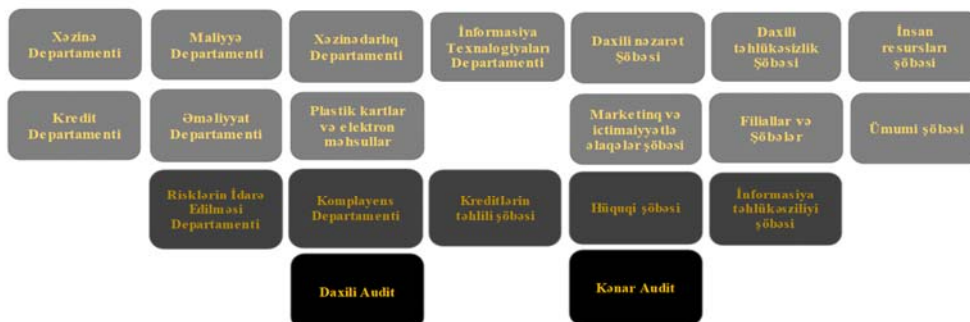 Xəzinə
Departamenti
Maliyyə
Departamenti
Xəzinədarlıq
Departamenti
İnformasiya
Texnalogiyaları
Departamenti
Daxili nəzarət
Şöbəsi
Daxili
təhlükəsizlik
Şöbəsi
İnsan
resursları
şöbəsi
Kredit
Departamenti
Əməliyyat
Departamenti
Plastik kartlar
və elektron
məhsullar
Marketinq və
ictimaiyyətlə
əlaqələr şöbəsi
Filiallar və
Şöbələr
Ümumi şöbəsi
Risklərin İdarə
Edilməsi
Departamenti
Komplayens
Departamenti
Kreditlərin
təhlili şöbəsi
Hüquqi şöbəsi
İnformasiya
təhlükəsziliyi
şöbəsi
Daxili Audit
Kənar Audit